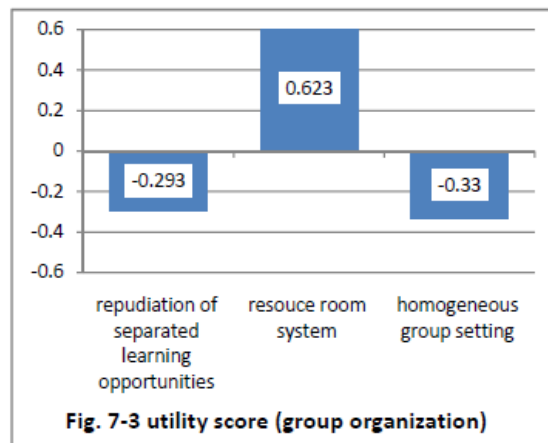 0.6
0.4
0.2
0
-0.2
-0.4
-0.6
-0.293
0.623
-0.33
repudiation of
separated
learning
opportunities
resouce room
system
homogeneous
group setting
Fig. 7-3 utility score (group organization)